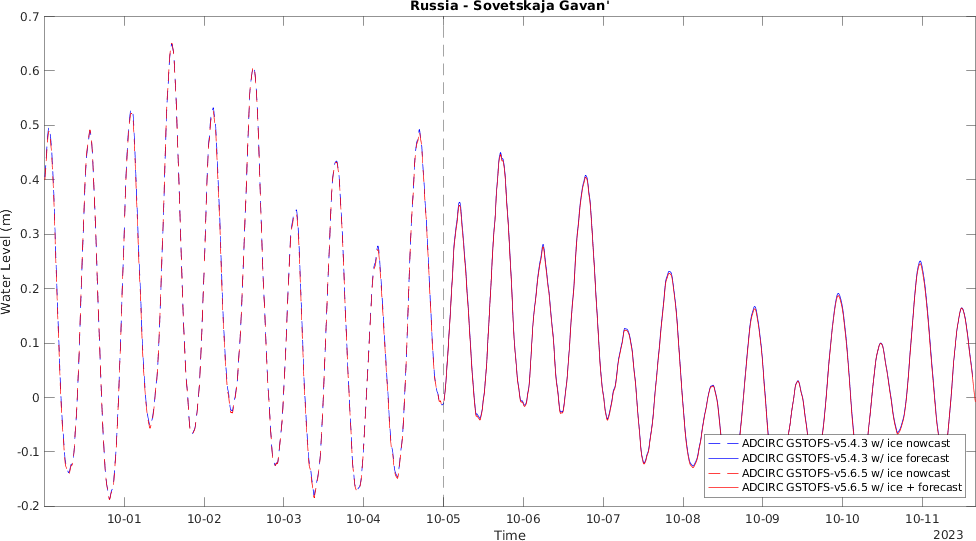 Russia - Sovetskaja Gavan'
0.7
0.6
0.5
0.4
0.3
0.2
0.1
0
-0.1
-0.2
Water Level (m)
ADCIRC GSTOFS-v5.4.3 w/ ice nowcast
ADCIRC GSTOFS-v5.4.3 w/ ice forecast
ADCIRC GSTOFS-v5.6.5 w/ ice nowcast
ADCIRC GSTOFS-v5.6.5 w/ ice + forecast
10-01 10-02 10-03 10-04 10-05 10-06 10-07 10-08 10-09 10-10 10-11
Time
2023